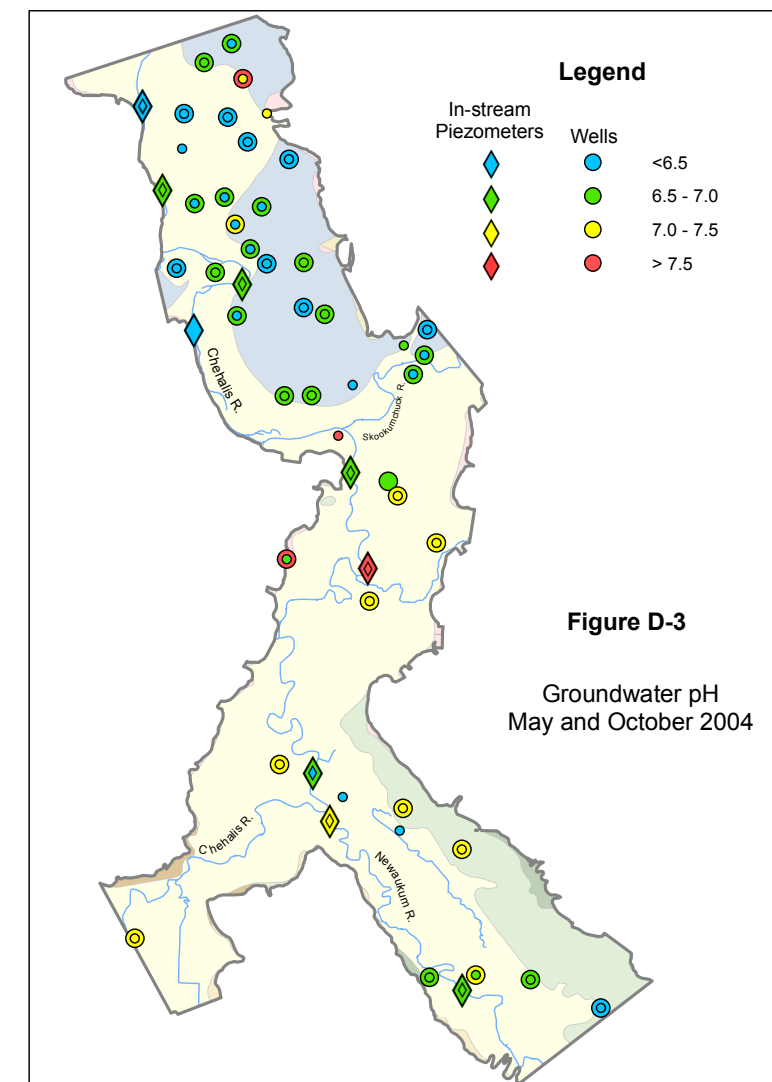 Legend
In-stream
Piezometers
Wells
<6.5
6.5 - 7.0
7.0 - 7.5
> 7.5
Chehalis R.
Skookumchuck R.
Figure D-3
Groundwater pH
May and October 2004
Chehalis R.
Newaukum R.